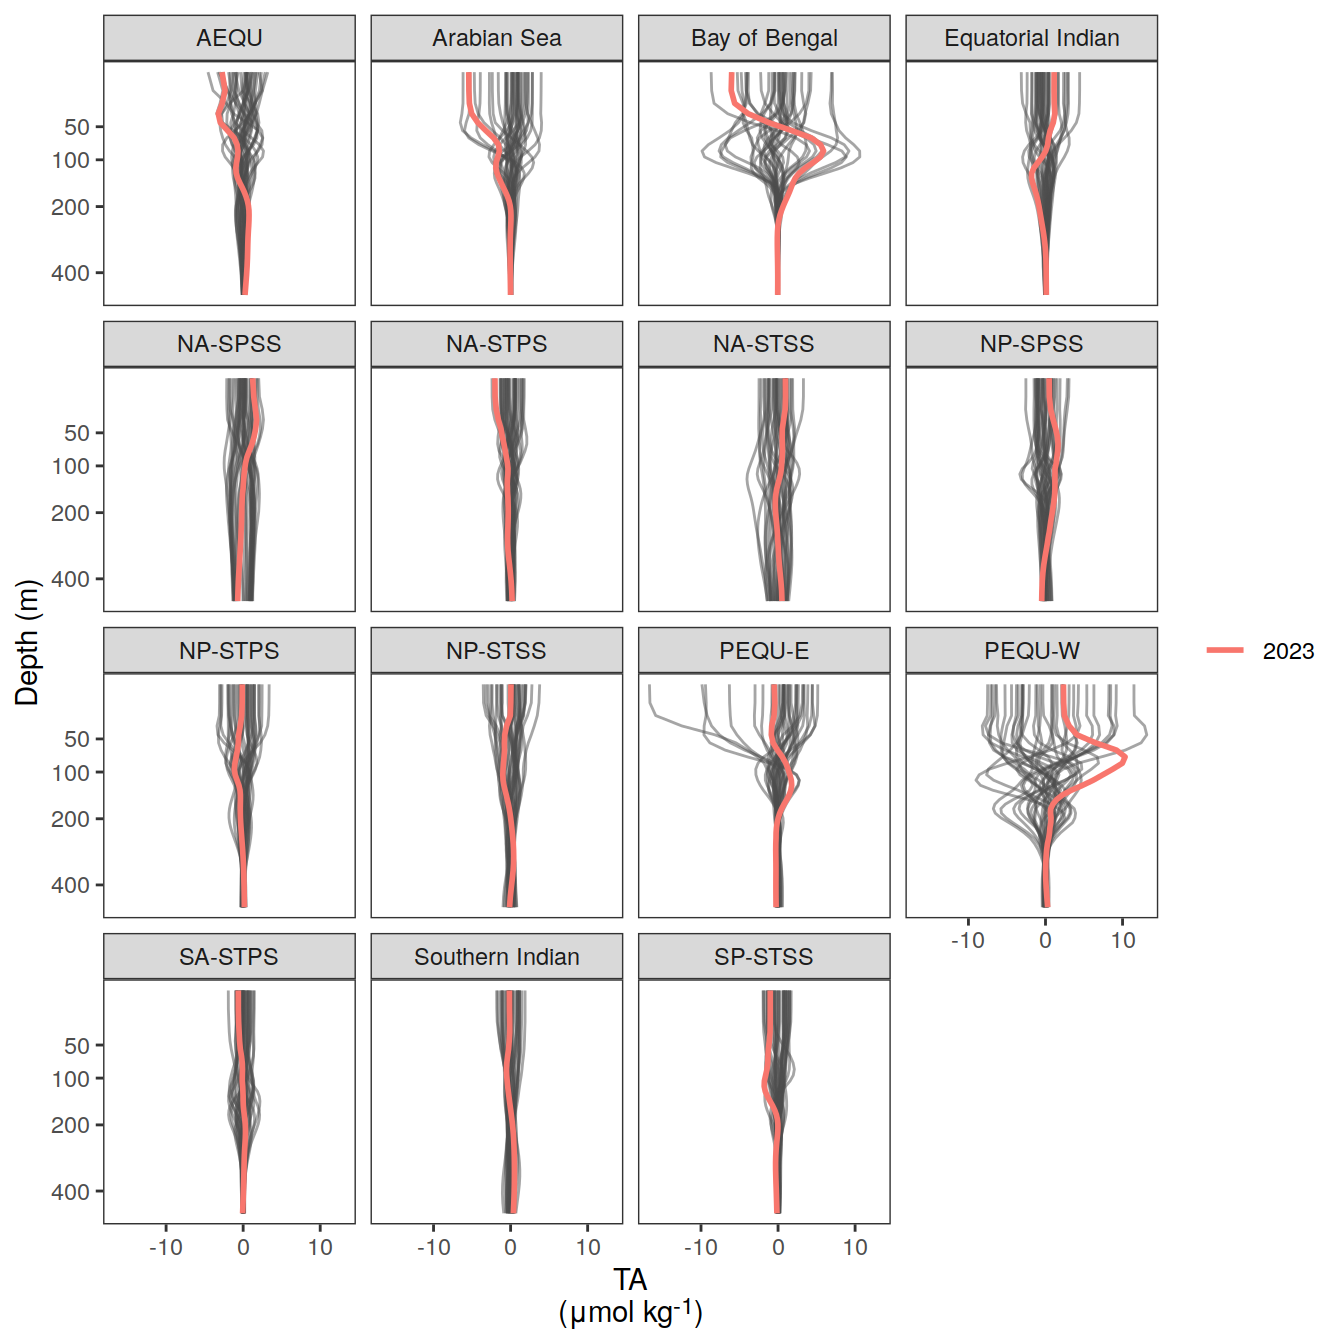 AEQU Arabian Sea Bay of Bengal Equatorial Indian
50
100
200
400
NA-SPSS NA-STPS NA-STSS NP-SPSS
50
100
200
400
NP-STPS NP-STSS PEQU-E PEQU-W
50
100
200
400
-10 0 10
SA-STPS Southern Indian SP-STSS
50
100
200
400
-10 0 10 -10 0 10 -10 0 10
Depth (m)
TA
(µmol kg⁻¹)
2023